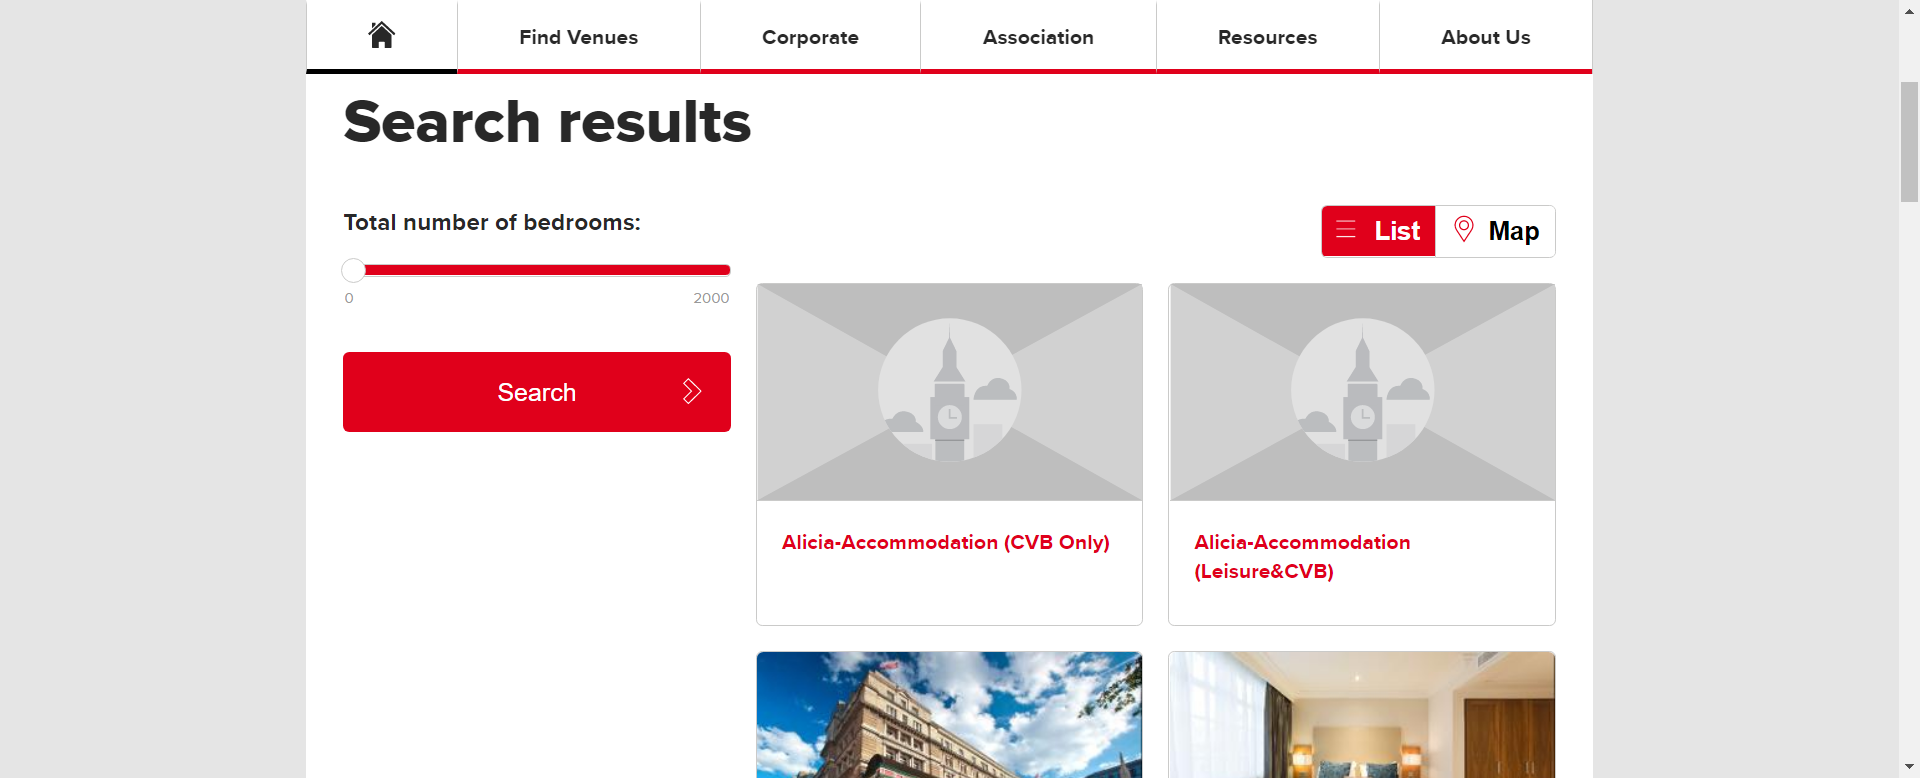 Find Venues
Corporate
Association
Resources
About Us
Search results
Total number of bedrooms:
0
2000
Search
List
Map
Alicia-Accommodation (CVB Only)
Alicia-Accommodation
(Leisure&CVB)